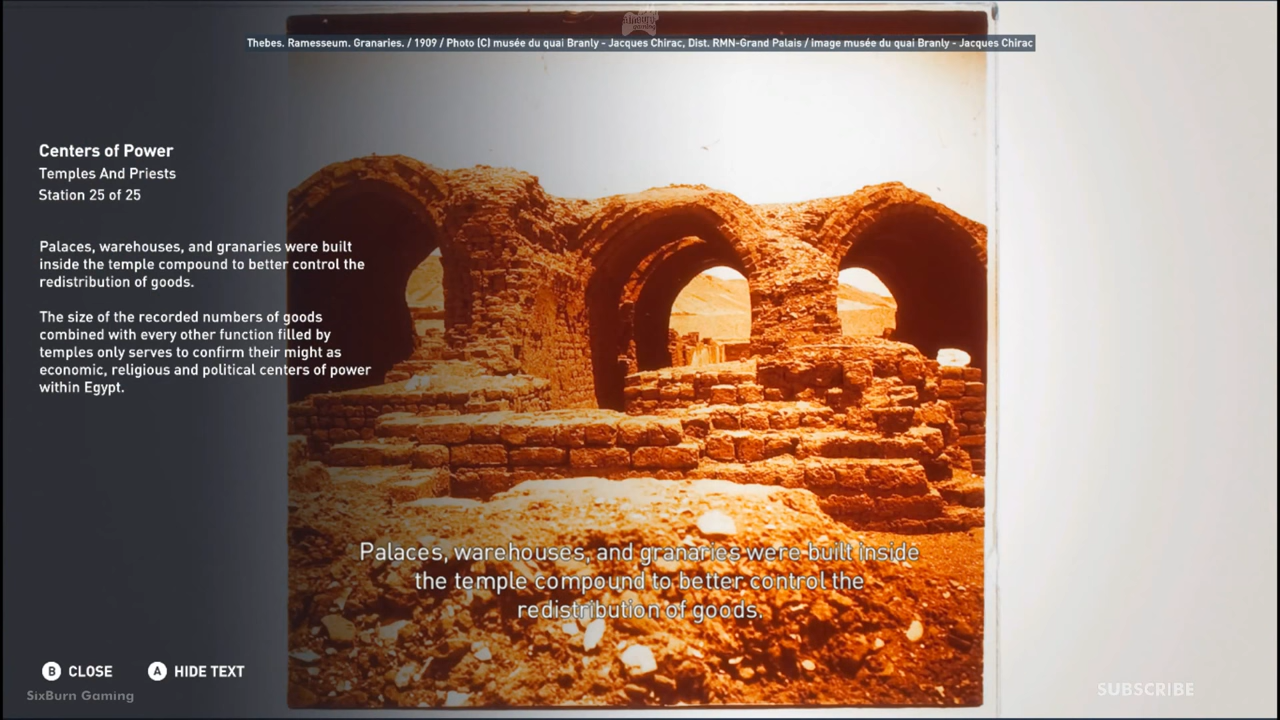 Thebes. Ramesseum. Granaries. / 1909 / Photo (C) musée du quai Branly - Jacques Chirac, Dist. RMN-Grand Palais / Image musée du quai Branly - Jacques Chirac
Centers of Power
Temples And Priests
Station 25 of 25
Palaces, warehouses, and granaries were built
inside the temple compound to better control the
redistribution of goods.
The size of the recorded numbers of goods
combined with every other function filled by
temples only serves to confirm their might as
economic, religious and political centers of power
within Egypt.
Palaces, warehouses, and granaries were built inside
the temple compound to better control the
redistribution of goods.
B CLOSE A HIDE TEXT
SixBurn Gaming
SUBSCRIBE